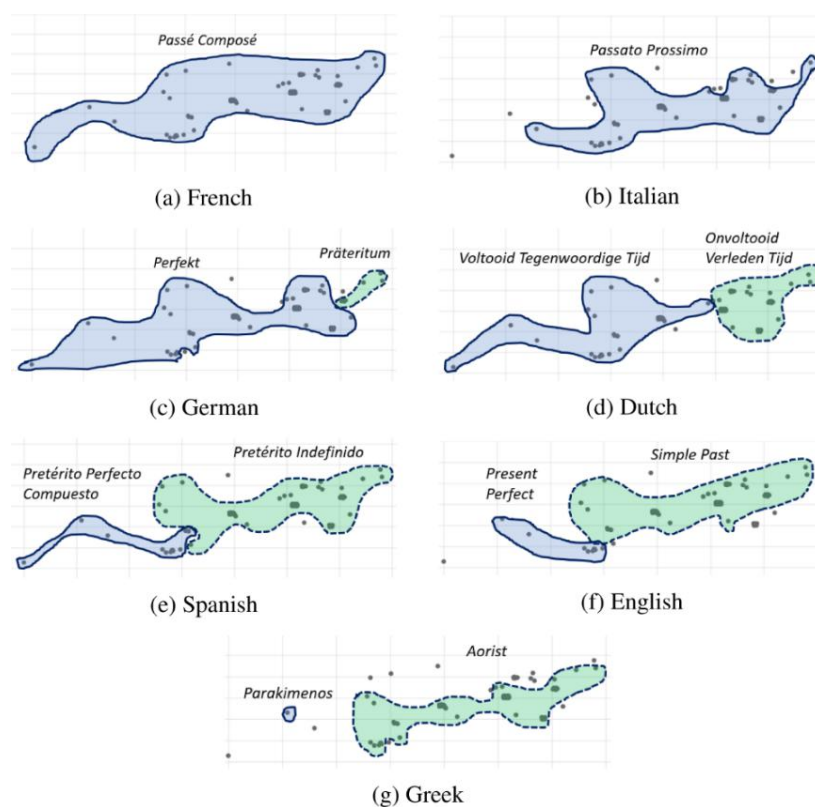 Passé Composé
(a) French
Passato Prossimo
(b) Italian
Perfekt
Präteritum
(c) German
Voltooid Tegenwoordige Tijd
Onvoltooid
Verleden Tijd
(d) Dutch
Pretérito Perfecto
Compuesto
Pretérito Indefinido
(e) Spanish
Present
Perfect
Simple Past
(f) English
Parakimenos
Aorist
(g) Greek